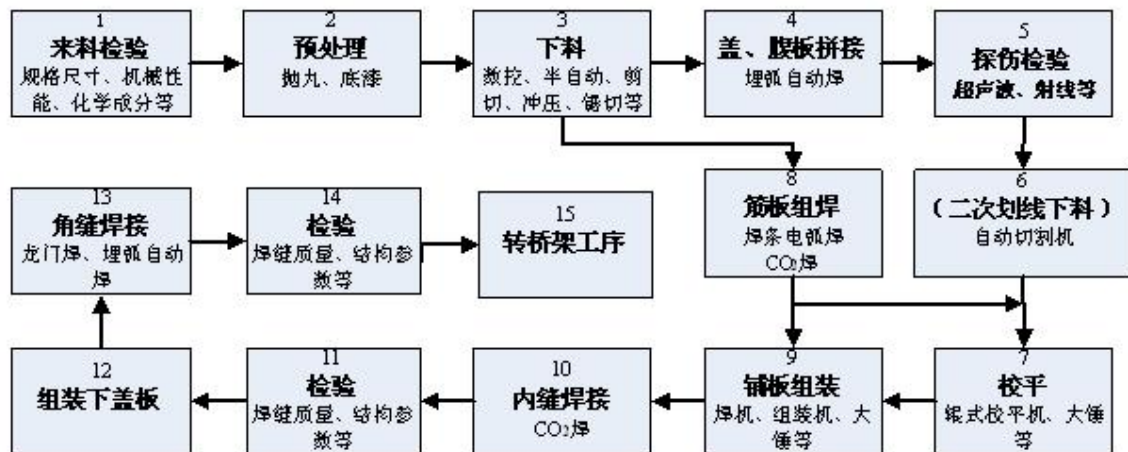 1
来料检验
规格尺寸、机械性
能、化学成分等
2
预处理
抛丸、底漆
3
下料
数控、半自动、剪
切、冲压、锯切等
4
盖、腹板拼接
埋弧自动焊
5
探伤检验
超声波、射线等
13
角缝焊接
龙门焊、埋弧自动
焊
14
检验
焊缝质量、结构参
数等
15
转桥架工序
8
筋板组焊
焊条电弧焊
CO₂焊
6
（二次划线下料）
自动切割机
12
组装下盖板
11
检验
焊缝质量、结构参
数等
10
内缝焊接
CO₂焊
9
铺板组装
焊机、组装机、大
锤等
7
校平
辊式校平机、大锤
等